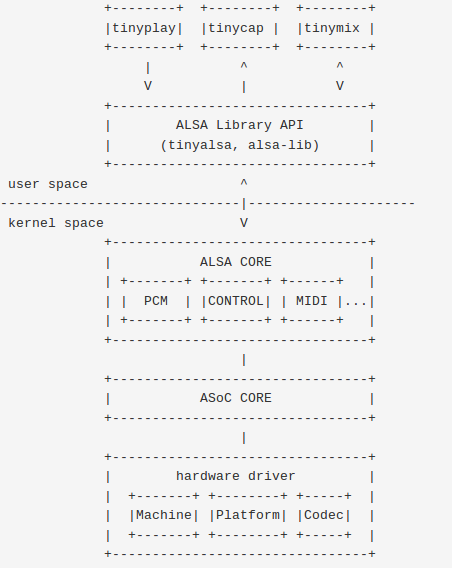 +--------+  +--------+  +--------+
|tinyplay|  |tinycap |  |tinymix |
+--------+  +--------+  +--------+
     |           ^           ^
     V           |           V
+--------------------------------+
|        ALSA Library API        |
|      (tinyalsa, alsa-lib)      |
+--------------------------------+
user space                   ^
------------------------------|---------------------
kernel space                 V
+--------------------------------+
|           ALSA CORE            |
| +-------+ +-------+ +------+   |
| |  PCM  | |CONTROL| | MIDI |...|
| +-------+ +-------+ +------+   |
+--------------------------------+
                 |
+--------------------------------+
|           ASoC CORE            |
+--------------------------------+
                 |
+--------------------------------+
|        hardware driver         |
|  +-------+ +--------+ +-----+  |
|  |Machine| |Platform| |Codec|  |
|  +-------+ +--------+ +-----+  |
+--------------------------------+